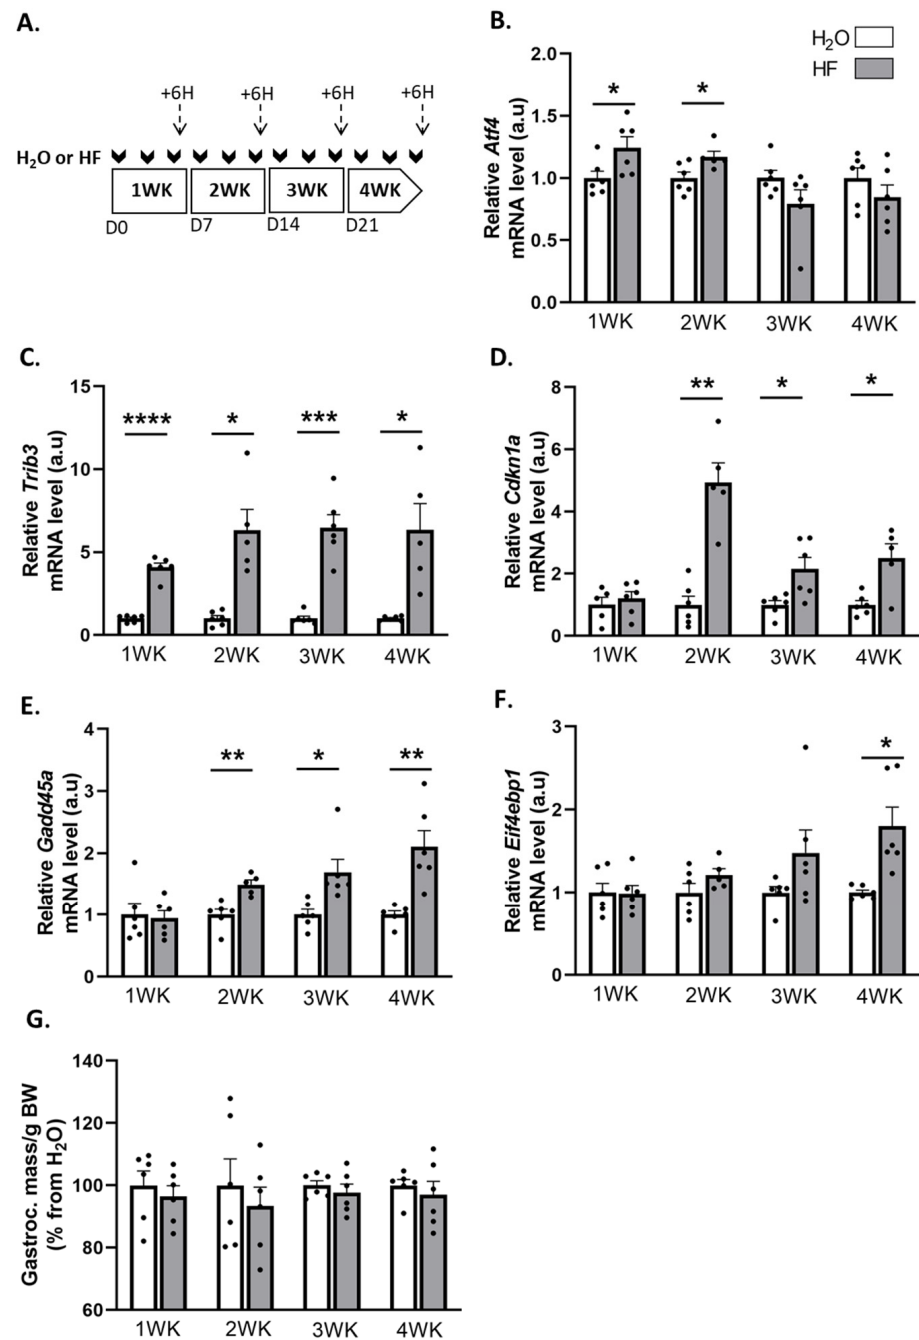 A.
+6H +6H +6H +6H
H₂O or HF
1WK 2WK 3WK 4WK
D0 D7 D14 D21
B.
H₂O
HF
Relative Atf4
mRNA level (a.u)
2.0
1.5
1.0
0.5
0.0
* *
1WK 2WK 3WK 4WK
C.
Relative Trib3
mRNA level (a.u)
15
10
5
0
**** * *** *
1WK 2WK 3WK 4WK
D.
Relative Cdkn1a
mRNA level (a.u)
8
6
4
2
0
** * *
1WK 2WK 3WK 4WK
E.
Relative Gadd45a
mRNA level (a.u)
4
3
2
1
0
** * **
1WK 2WK 3WK 4WK
F.
Relative Eif4ebp1
mRNA level (a.u)
3
2
1
0
*
1WK 2WK 3WK 4WK
G.
Gastroc. mass/g BW
(% from H₂O)
140
120
100
80
60
1WK 2WK 3WK 4WK